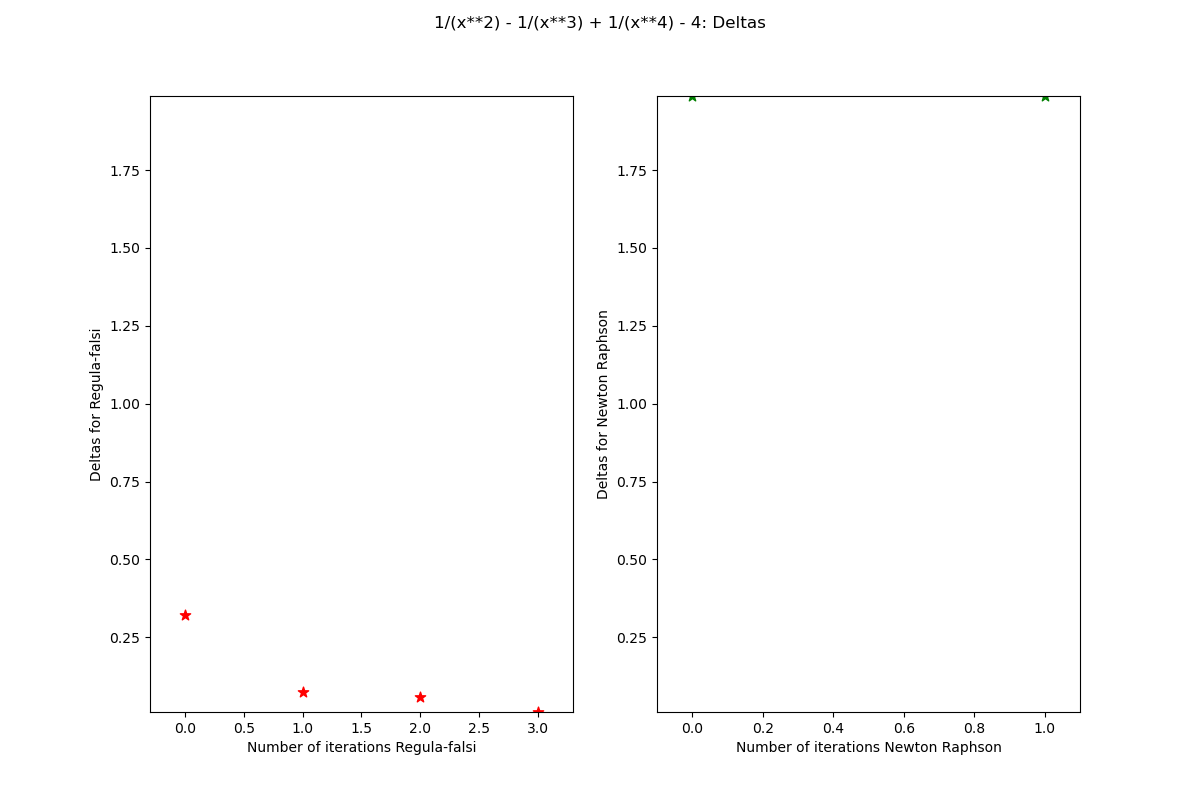 1/(x**2) - 1/(x**3) + 1/(x**4) - 4: Deltas
Deltas for Regula-falsi
1.75
1.50
1.25
1.00
0.75
0.50
0.25
0.0 0.5 1.0 1.5 2.0 2.5 3.0
Number of iterations Regula-falsi
Deltas for Newton Raphson
1.75
1.50
1.25
1.00
0.75
0.50
0.25
0.0 0.2 0.4 0.6 0.8 1.0
Number of iterations Newton Raphson